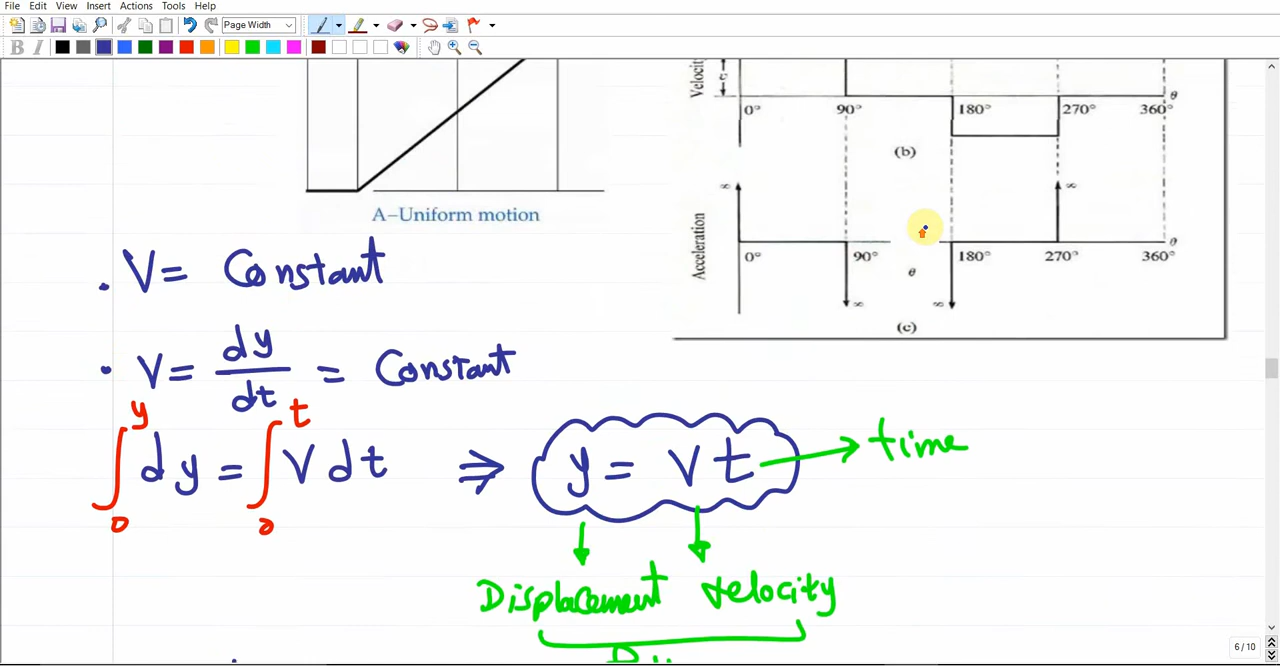 File Edit View Insert Actions Tools Help
Page Width
B I
Velocity
0° 90° 180° 270° 360° θ
(b)
A–Uniform motion
∞ ∞
Acceleration
0° 90° θ 180° 270° 360° θ
∞ ∞
(c)
. V = Constant
. V = dy/dt = Constant
∫₀ʸ dy = ∫₀ᵗ V dt ⇒ y = V t → time
Displacement velocity
6 / 10